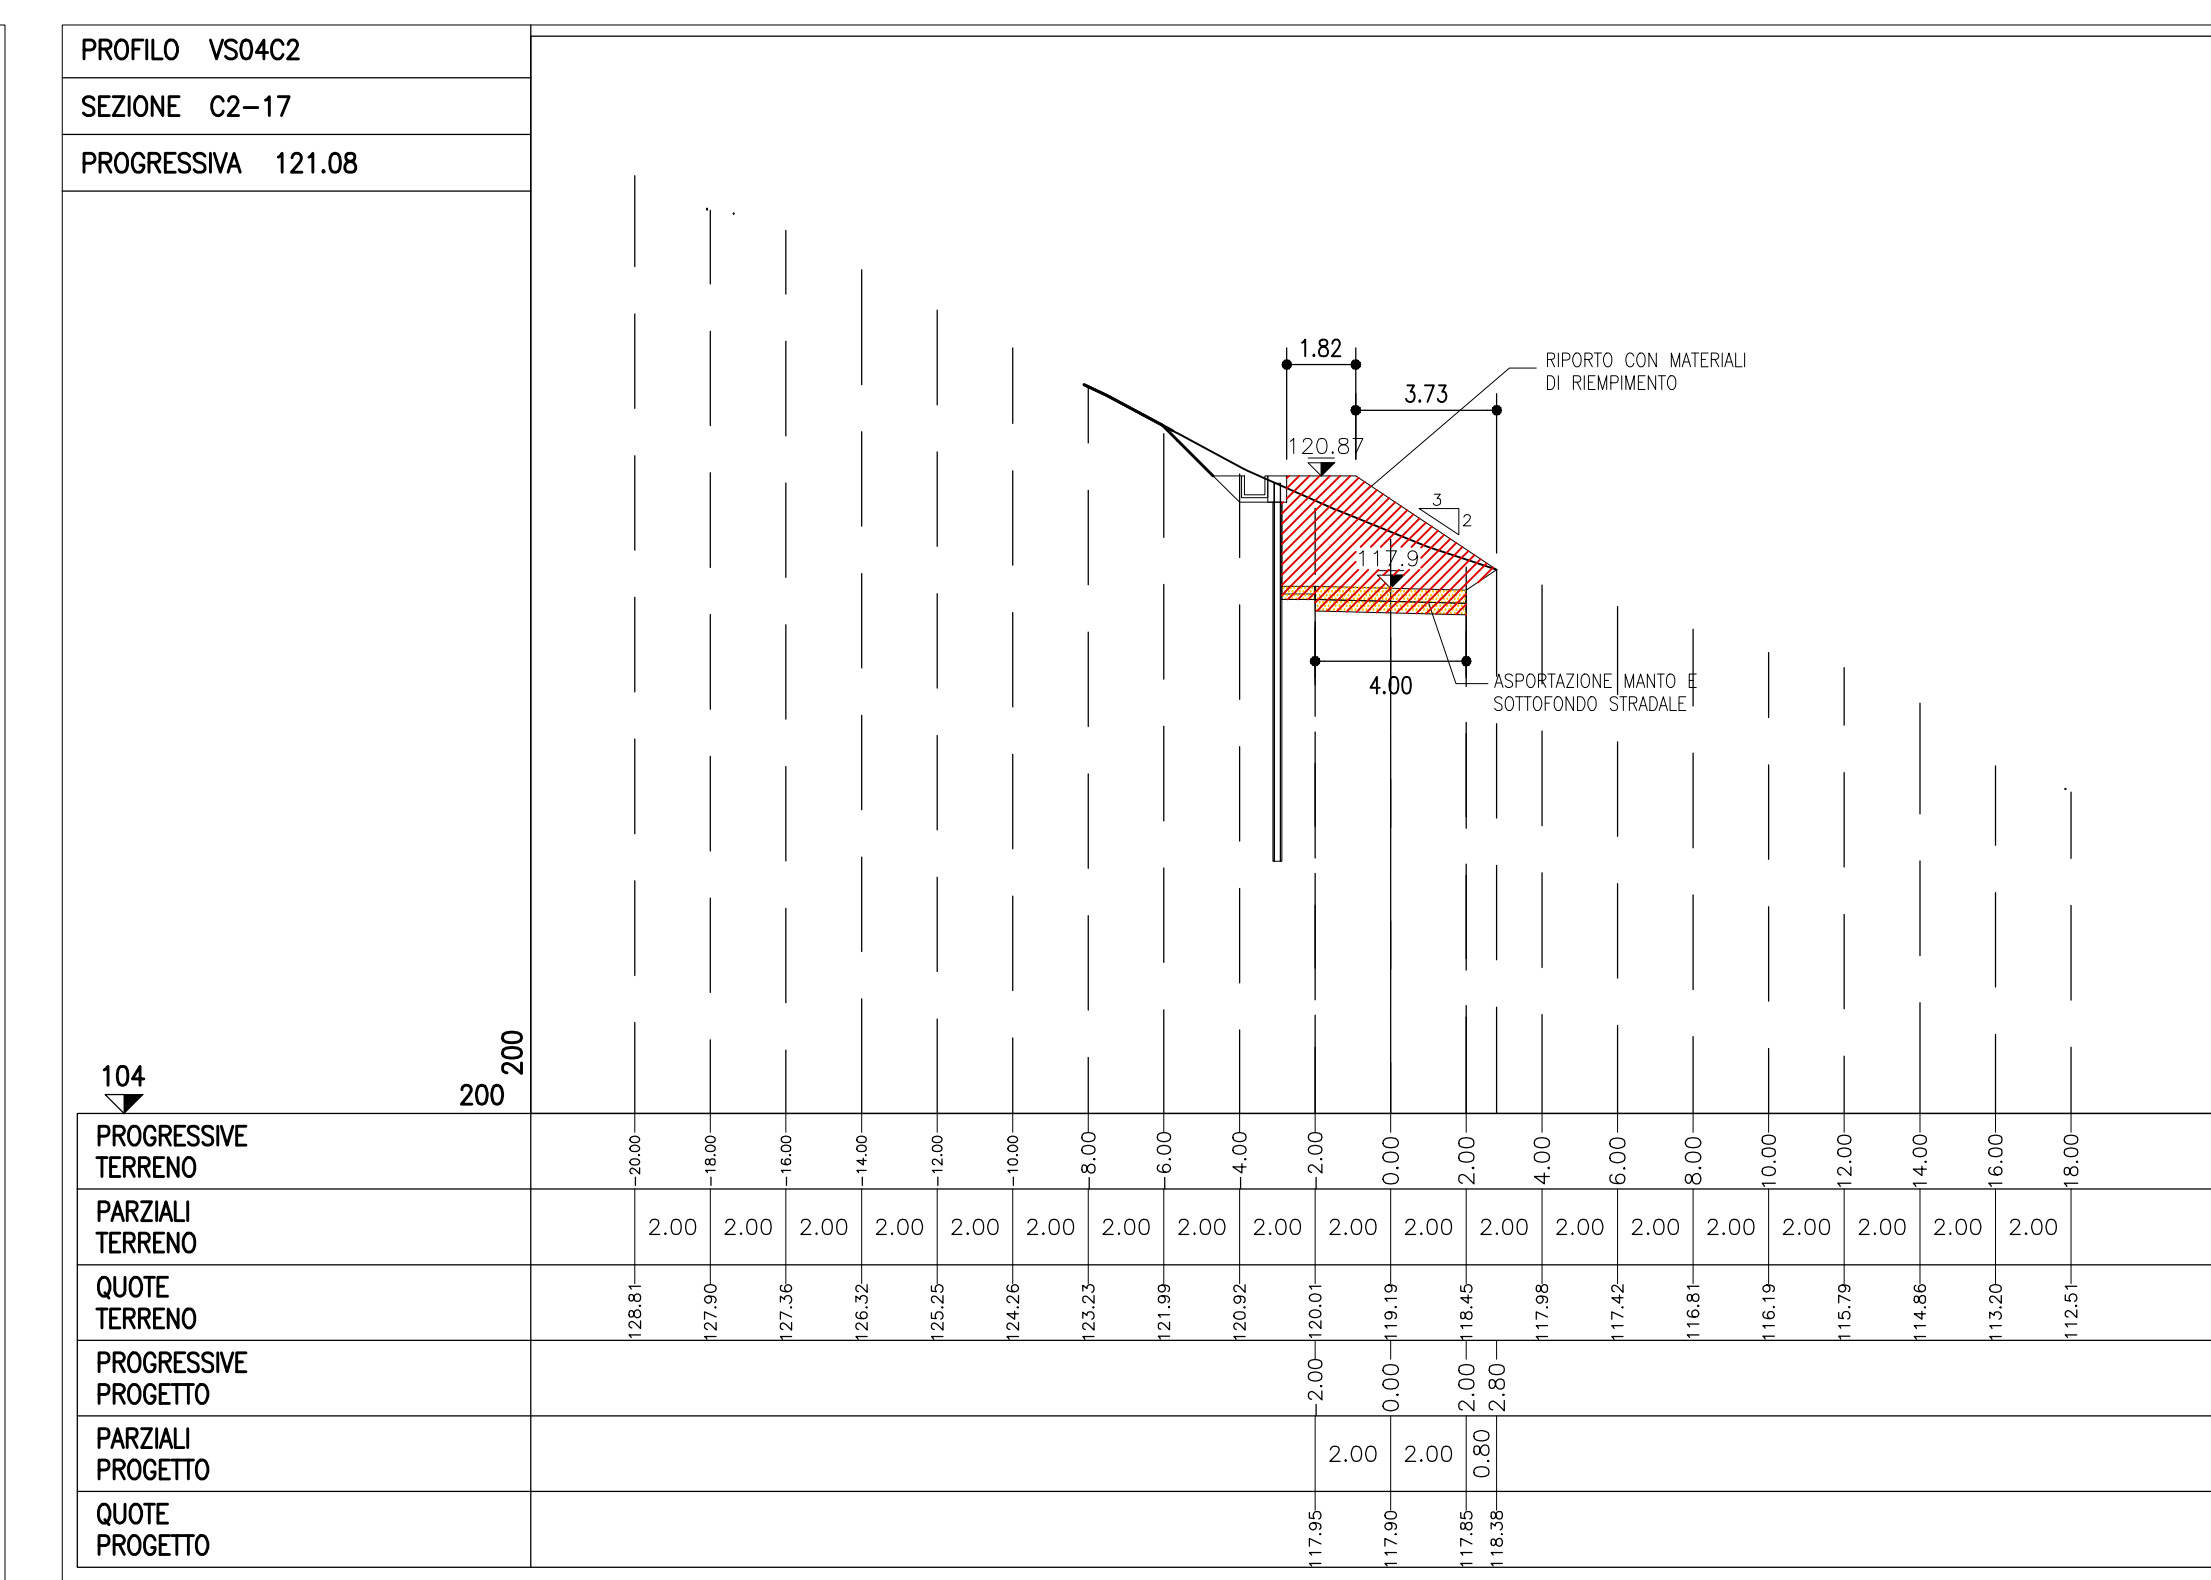 PROFILO VS04C2
SEZIONE C2-17
PROGRESSIVA 121.08
1.82
3.73
RIPORTO CON MATERIALI
DI RIEMPIMENTO
120.87
3
2
117.9
4.00
ASPORTAZIONE MANTO E
SOTTOFONDO STRADALE
200
104
200
PROGRESSIVE
TERRENO
-20.00 -18.00 -16.00 -14.00 -12.00 -10.00 -8.00 -6.00 -4.00 -2.00 0.00 2.00 4.00 6.00 8.00 10.00 12.00 14.00 16.00 18.00
PARZIALI
TERRENO
2.00 2.00 2.00 2.00 2.00 2.00 2.00 2.00 2.00 2.00 2.00 2.00 2.00 2.00 2.00 2.00 2.00 2.00 2.00
QUOTE
TERRENO
128.81 127.90 127.36 126.32 125.25 124.26 123.23 121.99 120.92 120.01 119.19 118.45 117.98 117.42 116.81 116.19 115.79 114.86 113.20 112.51
PROGRESSIVE
PROGETTO
-2.00 0.00 2.00 2.80
PARZIALI
PROGETTO
2.00 2.00 0.80
QUOTE
PROGETTO
117.95 117.90 117.85 118.38